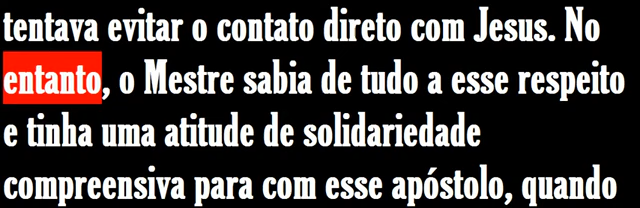 tentava evitar o contato direto com Jesus. No
entanto, o Mestre sabia de tudo a esse respeito
e tinha uma atitude de solidariedade
compreensiva para com esse apóstolo, quando